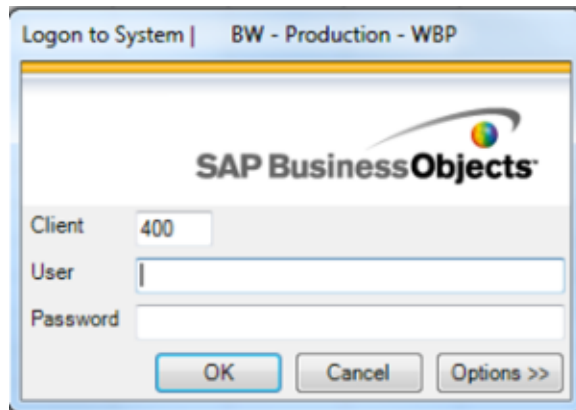 Logon to System | BW - Production - WBP
SAP BusinessObjects
Client 400
User
Password
OK Cancel Options >>